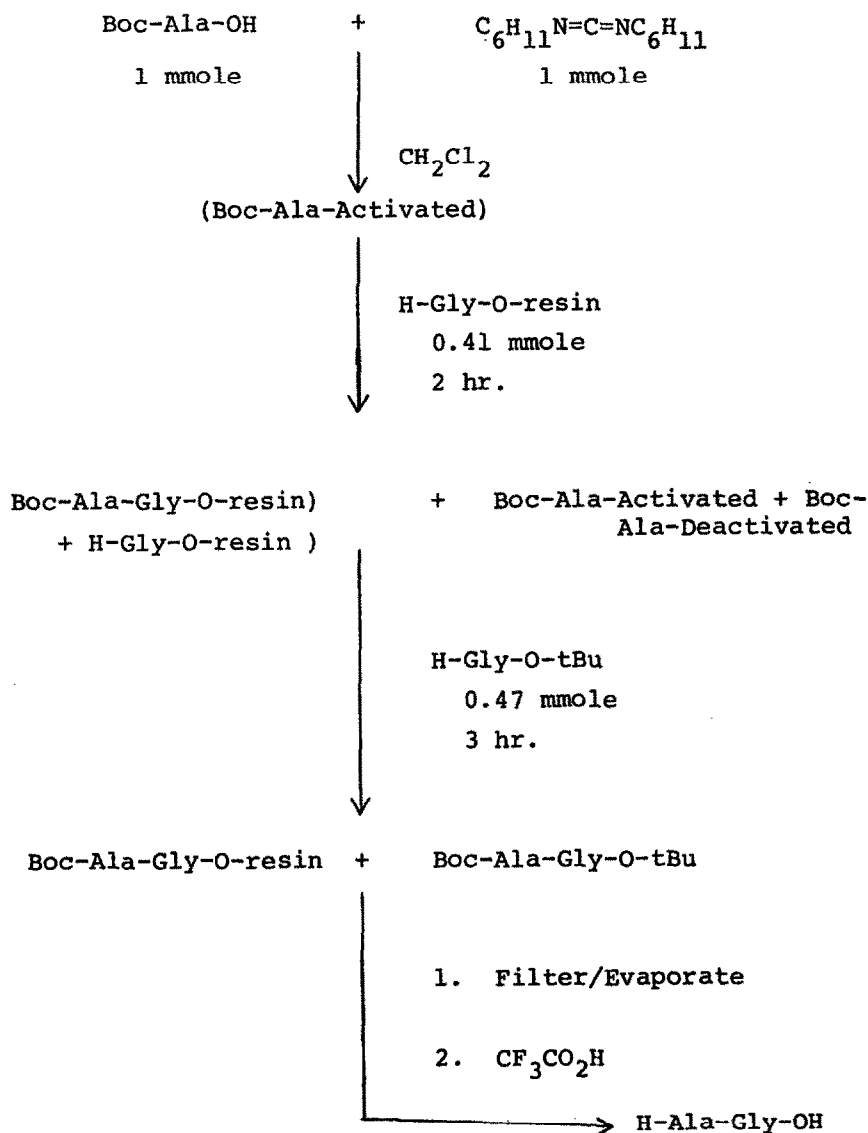 Boc-Ala-OH + C6H11N=C=NC6H11
1 mmole 1 mmole
CH2Cl2
(Boc-Ala-Activated)
H-Gly-O-resin
0.41 mmole
2 hr.
Boc-Ala-Gly-O-resin) + Boc-Ala-Activated + Boc-
+ H-Gly-O-resin ) Ala-Deactivated
H-Gly-O-tBu
0.47 mmole
3 hr.
Boc-Ala-Gly-O-resin + Boc-Ala-Gly-O-tBu
1. Filter/Evaporate
2. CF3CO2H
H-Ala-Gly-OH